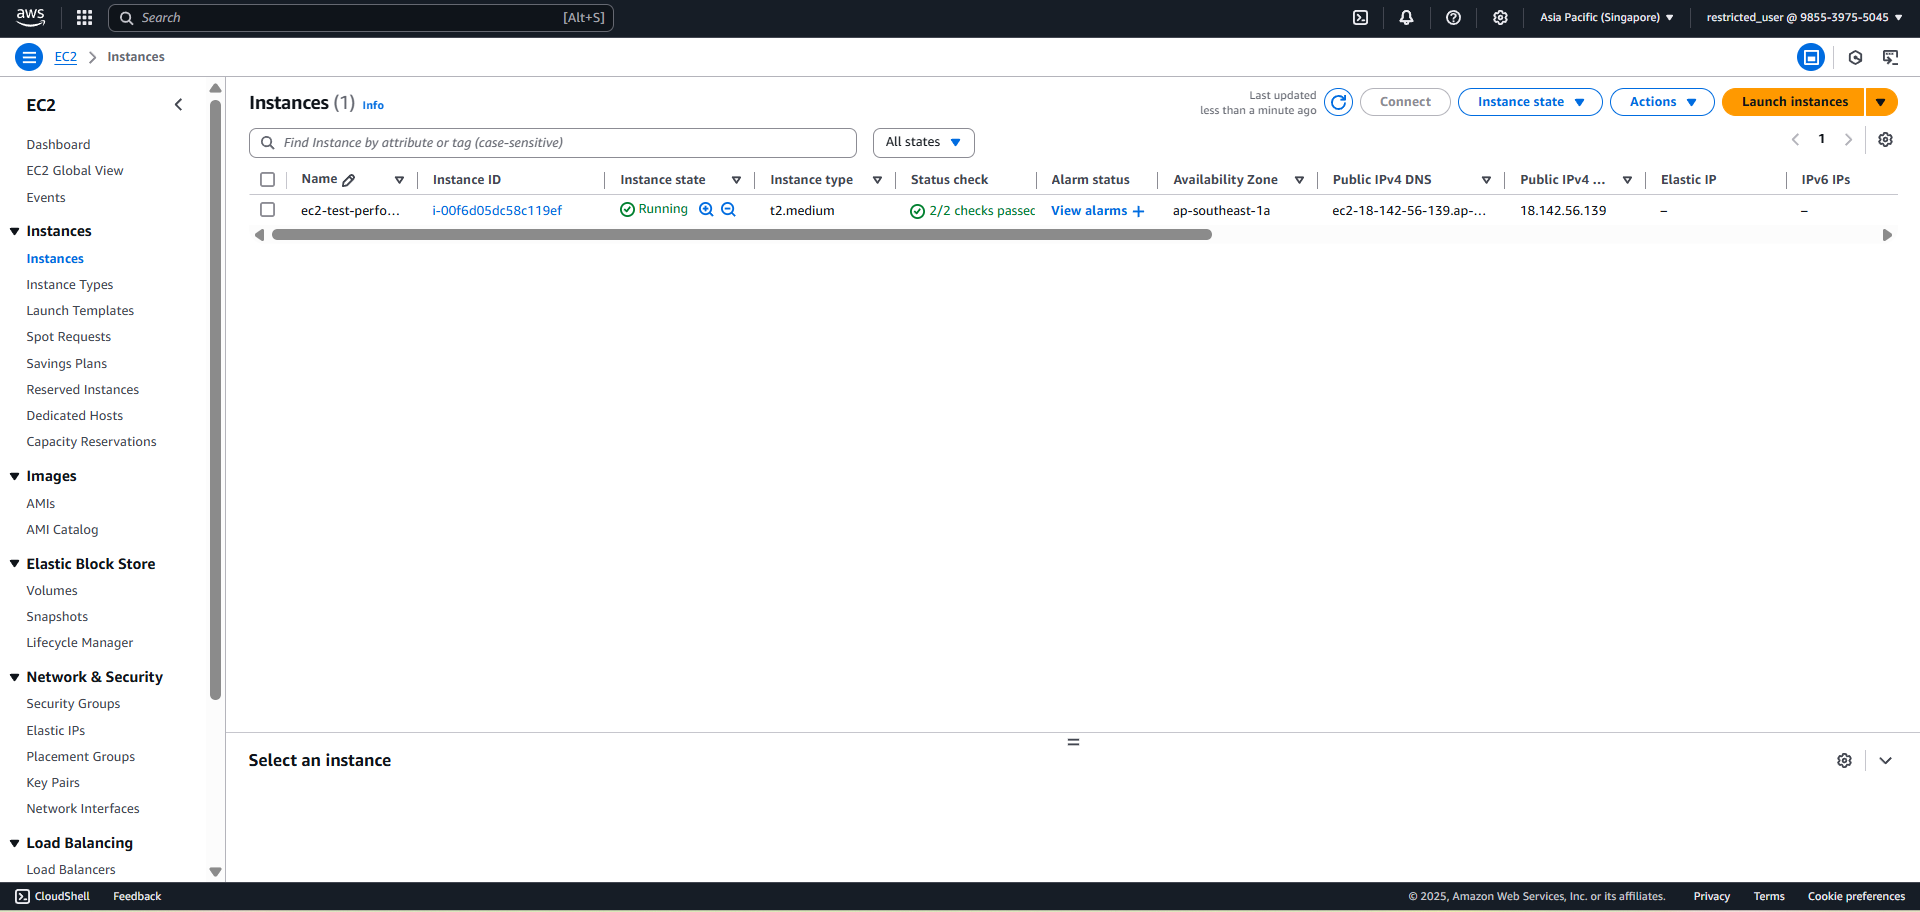 aws
Search [Alt+S]
Asia Pacific (Singapore)
restricted_user @ 9855-3975-5045
EC2 Instances
EC2
Dashboard
EC2 Global View
Events
Instances
Instances
Instance Types
Launch Templates
Spot Requests
Savings Plans
Reserved Instances
Dedicated Hosts
Capacity Reservations
Images
AMIs
AMI Catalog
Elastic Block Store
Volumes
Snapshots
Lifecycle Manager
Network & Security
Security Groups
Elastic IPs
Placement Groups
Key Pairs
Network Interfaces
Load Balancing
Load Balancers
Instances (1) Info
Last updated
less than a minute ago
Connect
Instance state
Actions
Launch instances
Find Instance by attribute or tag (case-sensitive)
All states
1
Name Instance ID Instance state Instance type Status check Alarm status Availability Zone Public IPv4 DNS Public IPv4 ... Elastic IP IPv6 IPs
ec2-test-perfo... i-00f6d05dc58c119ef Running t2.medium 2/2 checks passec View alarms + ap-southeast-1a ec2-18-142-56-139.ap-... 18.142.56.139 – –
Select an instance
CloudShell Feedback
© 2025, Amazon Web Services, Inc. or its affiliates. Privacy Terms Cookie preferences